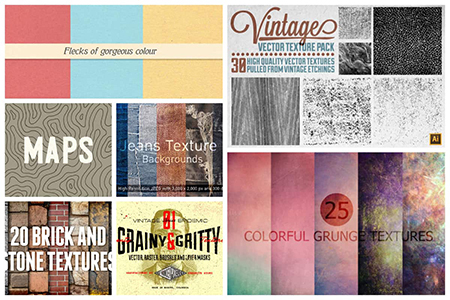 Flecks of gorgeous colour
Vintage
VECTOR TEXTURE PACK
30 HIGH QUALITY VECTOR TEXTURES
PULLED FROM VINTAGE ETCHINGS
Ai
MAPS
Jeans Texture
Backgrounds
25
COLORFUL GRUNGE TEXTURES
20 BRICK AND
STONE TEXTURES
VINTAGE
GRAINY & GRITTY
VECTOR, RASTER, BRUSHES AND LAYER MASKS